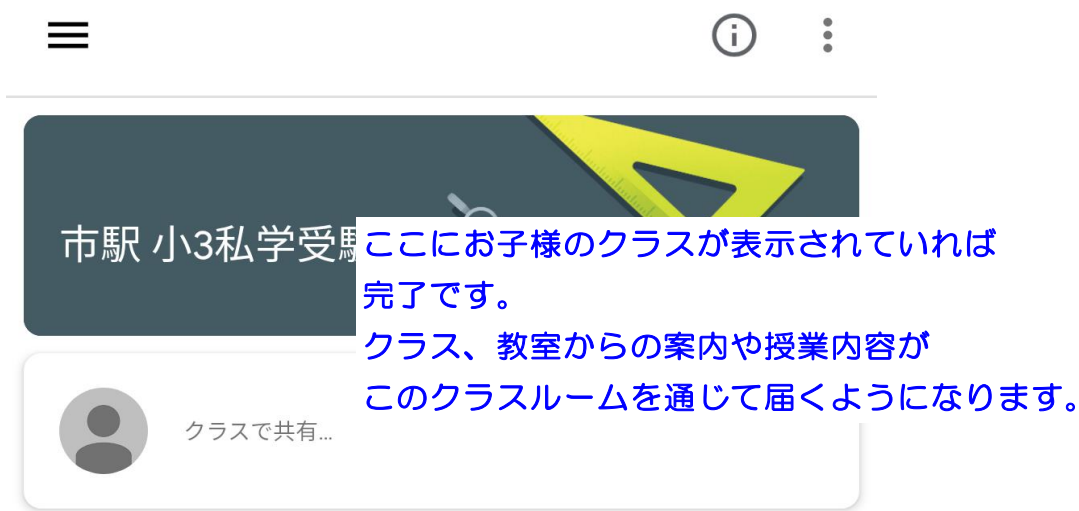 市駅 小3私学受
ここにお子様のクラスが表示されていれば
完了です。
クラス、教室からの案内や授業内容が
このクラスルームを通じて届くようになります。
クラスで共有...